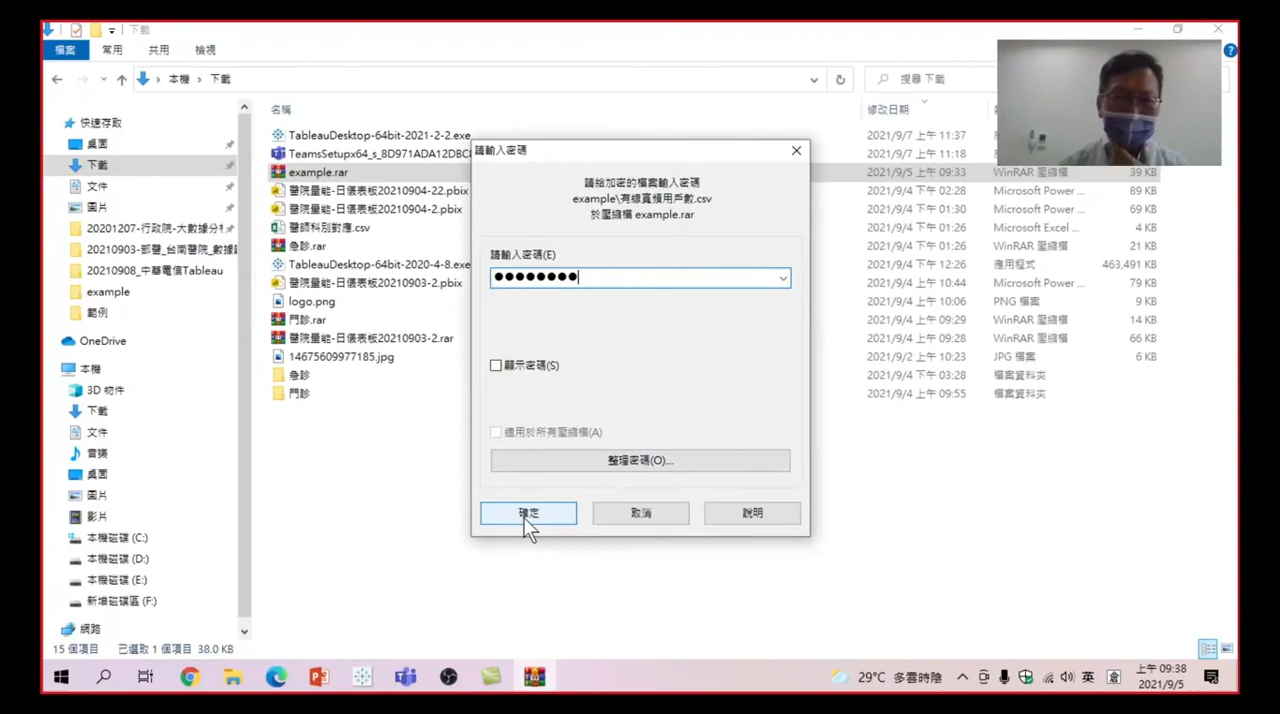 下載
檔案 常用 共用 檢視
本機 › 下載
搜尋 下載
快速存取
桌面
下載
文件
圖片
20201207-行政院-大數據分
20210903-部醫_台南醫院_數據
20210908_中華電信Tableau
example
範例
OneDrive
本機
3D 物件
下載
文件
音樂
桌面
圖片
影片
本機磁碟 (C:)
本機磁碟 (D:)
本機磁碟 (E:)
新增磁碟區 (F:)
網路
名稱 修改日期
TableauDesktop-64bit-2021-2-2.exe 2021/9/7 上午 11:37
TeamsSetupx64_s_8D971ADA12DBC 2021/9/7 上午 11:18
example.rar 2021/9/5 上午 09:33 WinRAR 壓縮檔 39 KB
醫院量能-日儀表板20210904-22.pbix 2021/9/4 下午 02:28 Microsoft Power ... 89 KB
醫院量能-日儀表板20210904-2.pbix 2021/9/4 下午 01:30 Microsoft Power ... 69 KB
醫師科別對應.csv 2021/9/4 下午 01:26 Microsoft Excel ... 4 KB
急診.rar 2021/9/4 下午 01:26 WinRAR 壓縮檔 21 KB
TableauDesktop-64bit-2020-4-8.exe 2021/9/4 下午 12:26 應用程式 463,491 KB
醫院量能-日儀表板20210903-2.pbix 2021/9/4 上午 10:44 Microsoft Power ... 79 KB
logo.png 2021/9/4 上午 10:06 PNG 檔案 9 KB
門診.rar 2021/9/4 上午 09:29 WinRAR 壓縮檔 14 KB
醫院量能-日儀表板20210903-2.rar 2021/9/4 上午 09:28 WinRAR 壓縮檔 66 KB
14675609977185.jpg 2021/9/2 上午 10:23 JPG 檔案 6 KB
急診 2021/9/4 下午 03:28 檔案資料夾
門診 2021/9/4 上午 09:55 檔案資料夾
請輸入密碼
請給加密的檔案輸入密碼
example\有線寬頻用戶數.csv
於壓縮檔 example.rar
請輸入密碼(E)
顯示密碼(S)
適用於所有壓縮檔(A)
整理密碼(O)...
確定 取消 說明
15 個項目 已選取 1 個項目 38.0 KB
29°C 多雲時陰 英 倉 上午 09:38
2021/9/5